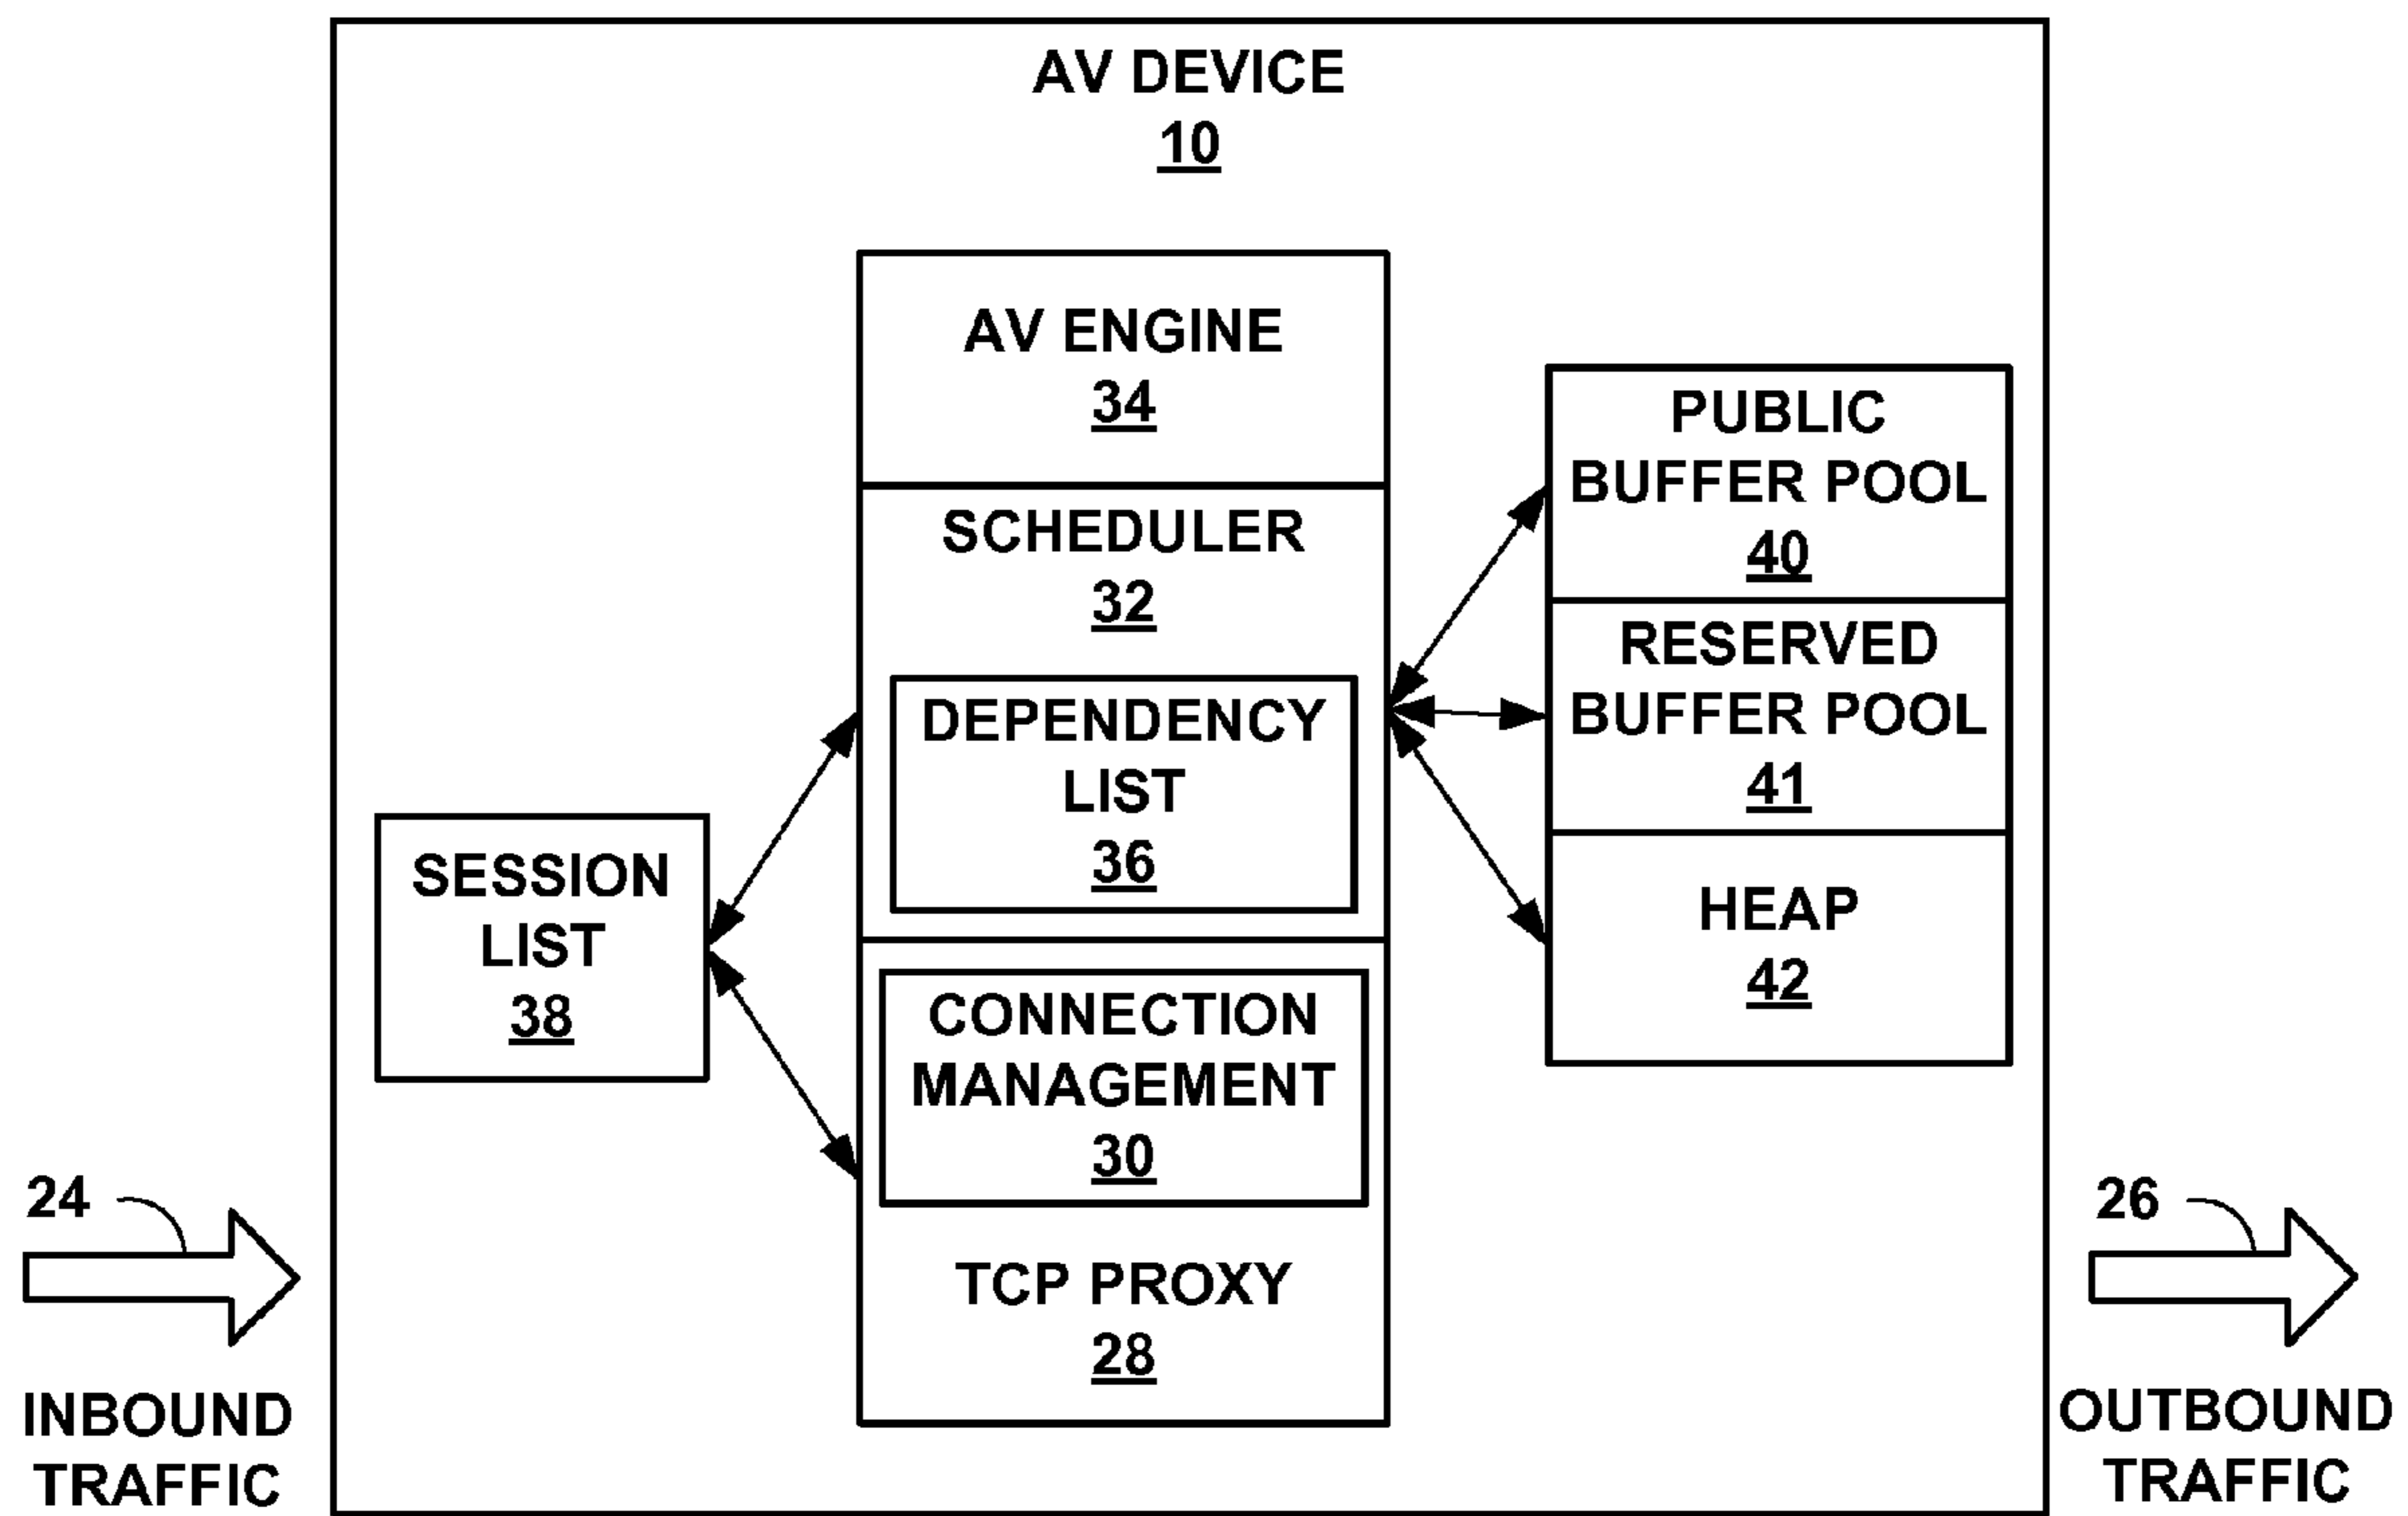 AV DEVICE
10
AV ENGINE
34
SCHEDULER
32
DEPENDENCY
LIST
36
CONNECTION
MANAGEMENT
30
TCP PROXY
28
SESSION
LIST
38
PUBLIC
BUFFER POOL
40
RESERVED
BUFFER POOL
41
HEAP
42
24
INBOUND
TRAFFIC
26
OUTBOUND
TRAFFIC